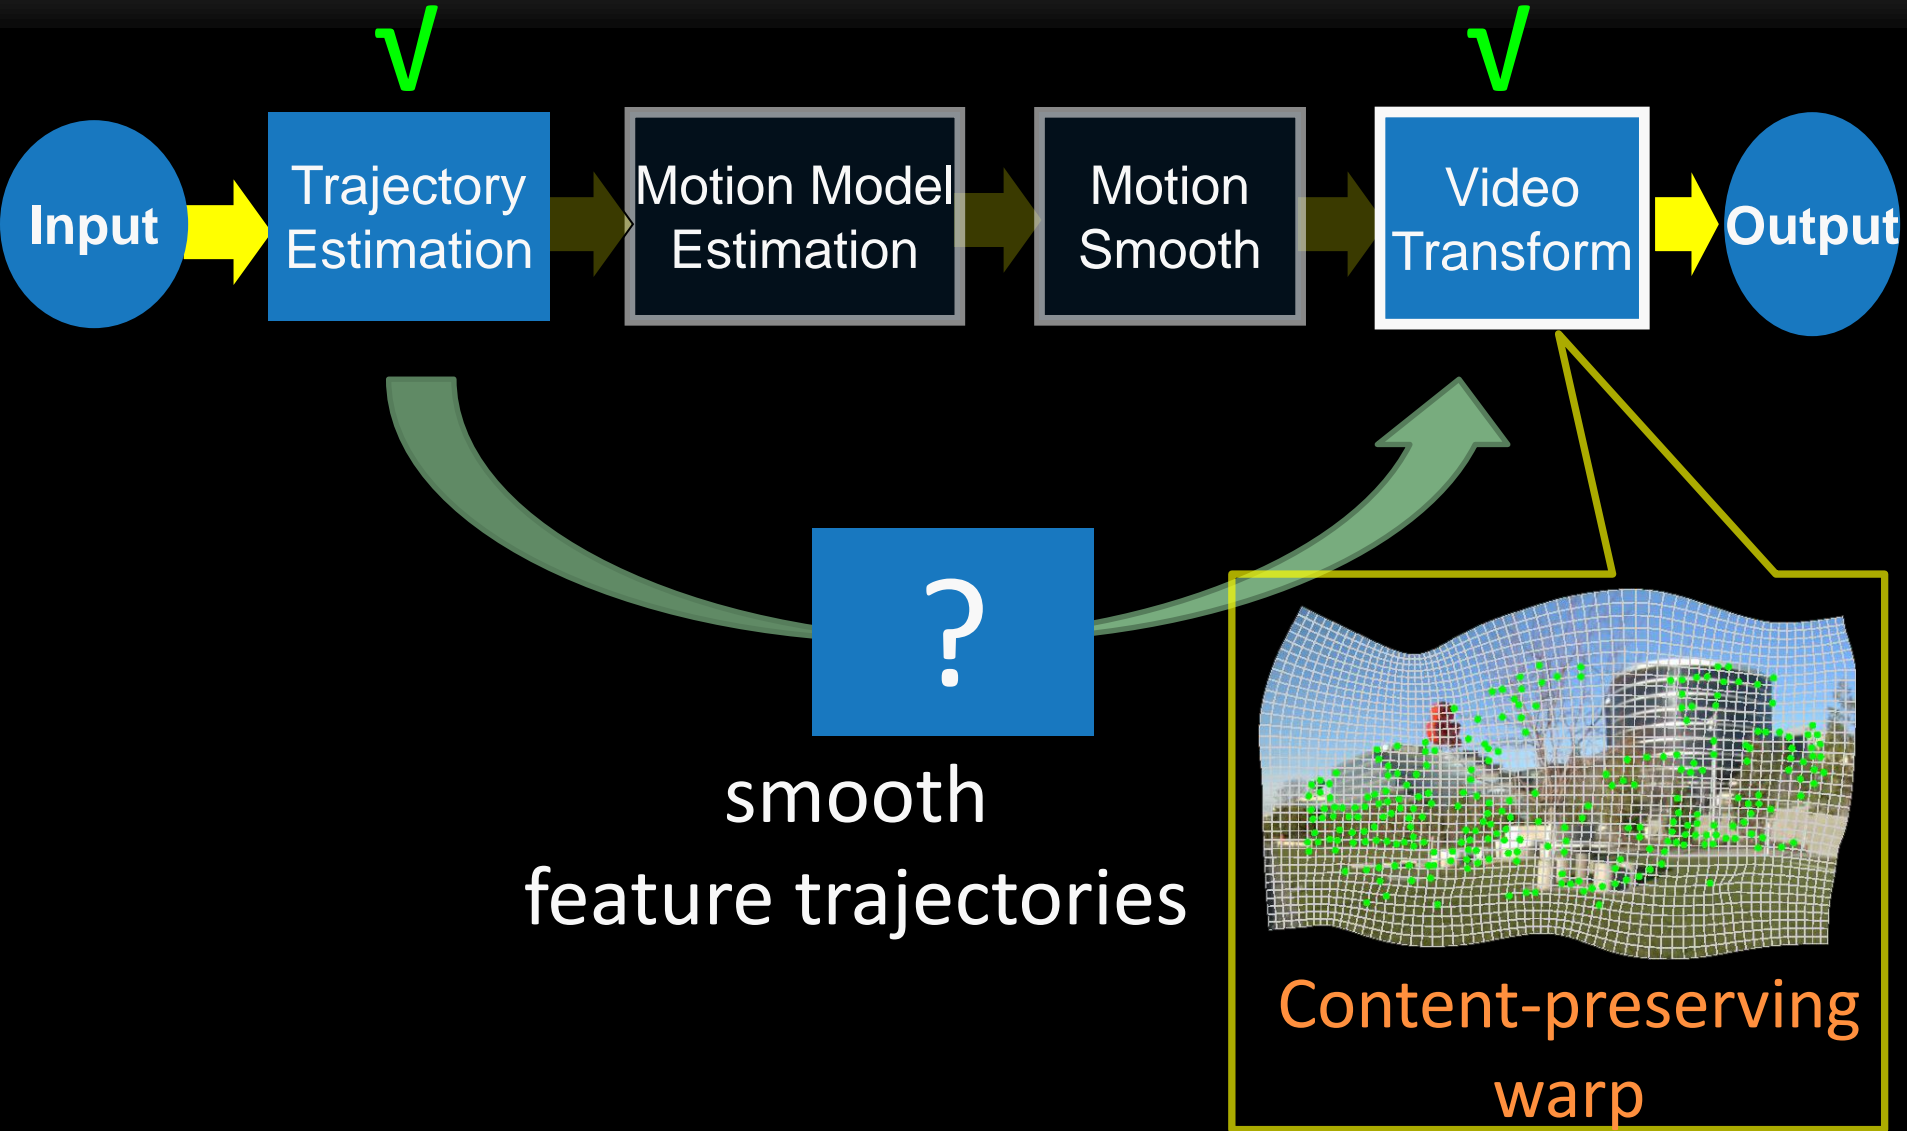 √
√
Input
Trajectory
Estimation
Motion Model
Estimation
Motion
Smooth
Video
Transform
Output
?
smooth
feature trajectories
Content-preserving
warp